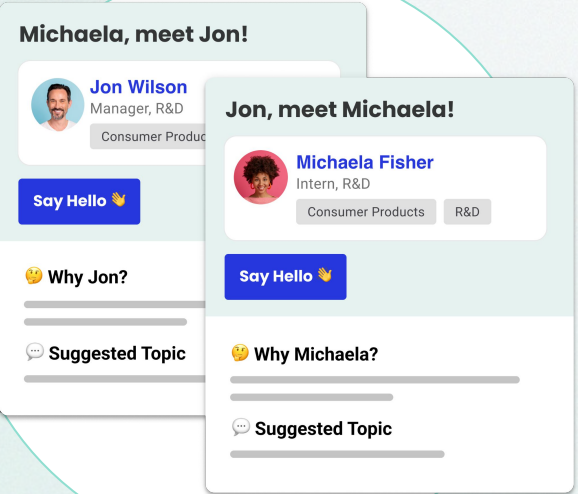 Michaela, meet Jon!
Jon Wilson
Manager, R&D
Consumer
Say Hello 👋
🤔 Why Jon?
💬 Suggested Topic
Jon, meet Michaela!
Michaela Fisher
Intern, R&D
Consumer Products
R&D
Say Hello 👋
🤔 Why Michaela?
💬 Suggested Topic